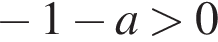 − 1 − a > 0